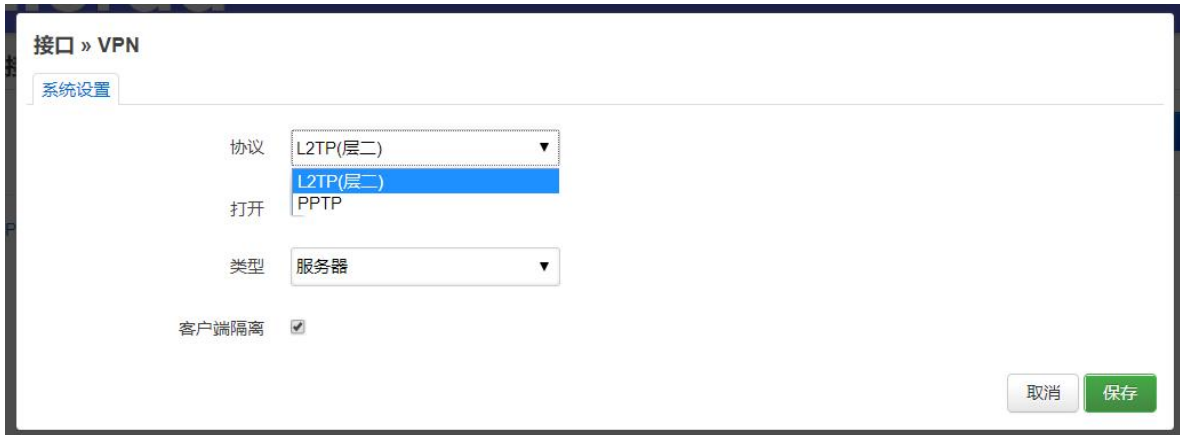 接口 » VPN
系统设置
协议 L2TP(层二)
L2TP(层二)
打开 PPTP
类型 服务器
客户端隔离
取消 保存